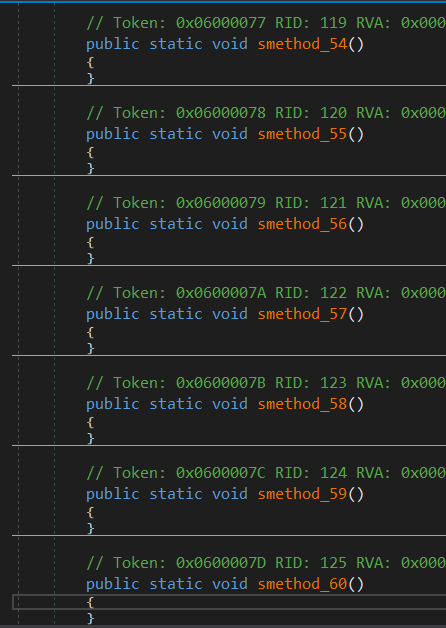 // Token: 0x06000077 RID: 119 RVA: 0x000
public static void smethod_54()
{
}
// Token: 0x06000078 RID: 120 RVA: 0x000
public static void smethod_55()
{
}
// Token: 0x06000079 RID: 121 RVA: 0x000
public static void smethod_56()
{
}
// Token: 0x0600007A RID: 122 RVA: 0x000
public static void smethod_57()
{
}
// Token: 0x0600007B RID: 123 RVA: 0x000
public static void smethod_58()
{
}
// Token: 0x0600007C RID: 124 RVA: 0x000
public static void smethod_59()
{
}
// Token: 0x0600007D RID: 125 RVA: 0x000
public static void smethod_60()
{
}